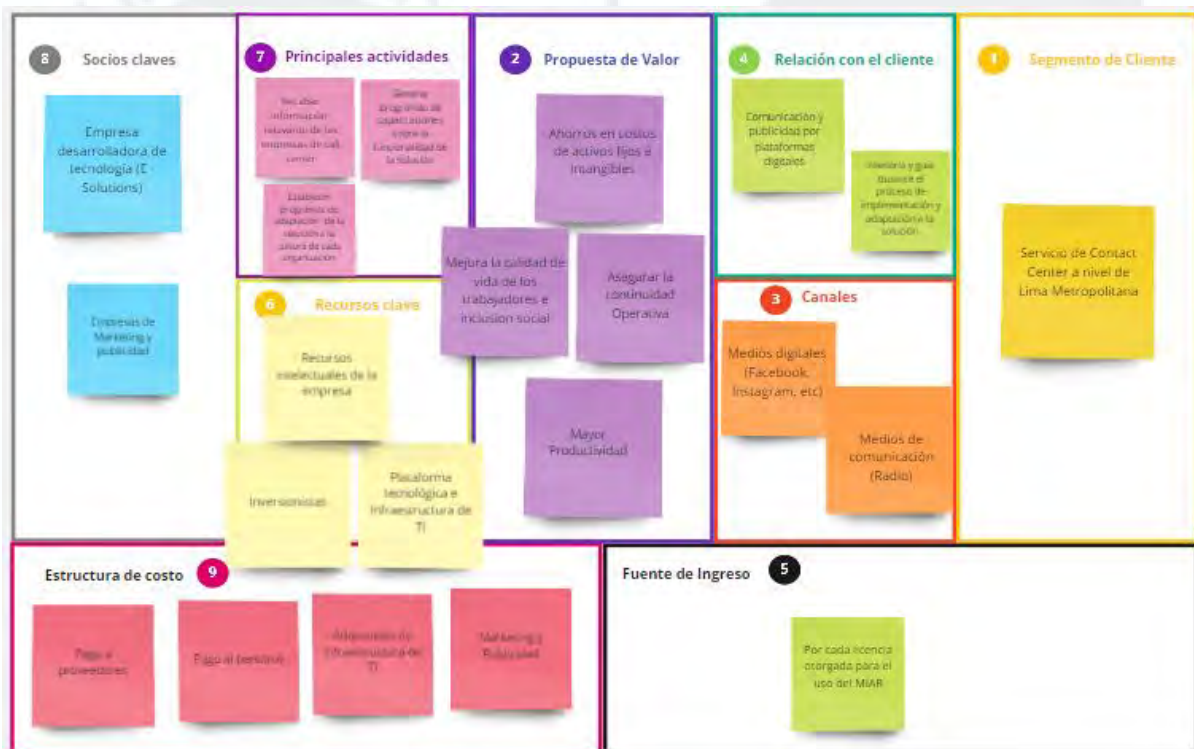 8 Socios claves
Empresa
desarrolladora de
tecnología (E
Solutions)
Empresas de
Marketing y
publicidad
7 Principales actividades
información
relevante de las
empresas de call
center
programas de
capacitaciones
sobre la
funcionalidad de
la Solución
programas de
adaptación de la
solución a la
cultura de cada
organización
6 Recursos clave
Recursos
intelectuales de la
empresa
Inversionistas
Plataforma
tecnológica e
Infraestructura de
TI
2 Propuesta de Valor
Ahorros en costos
de activos fijos e
intangibles
Mejora la calidad de
vida de los
trabajadores e
inclusion social
Asegurar la
continuidad
Operativa
Mayor
Productividad
4 Relación con el cliente
Comunicación y
publicidad por
plataformas
digitales
Asesoría y guía
durante el
proceso de
implementación y
adaptación a la
solución
3 Canales
Medios digitales
(Facebook,
Instagram, etc)
Medios de
comunicación
(Radio)
1 Segmento de Cliente
Servicio de Contact
Center a nivel de
Lima Metropolitana
Estructura de costo 9
Pago a
proveedores
Pago al personal
Adquisición de
infraestructura de
TI
Marketing y
Publicidad
Fuente de Ingreso 5
Por cada licencia
otorgada para el
uso del MIAR